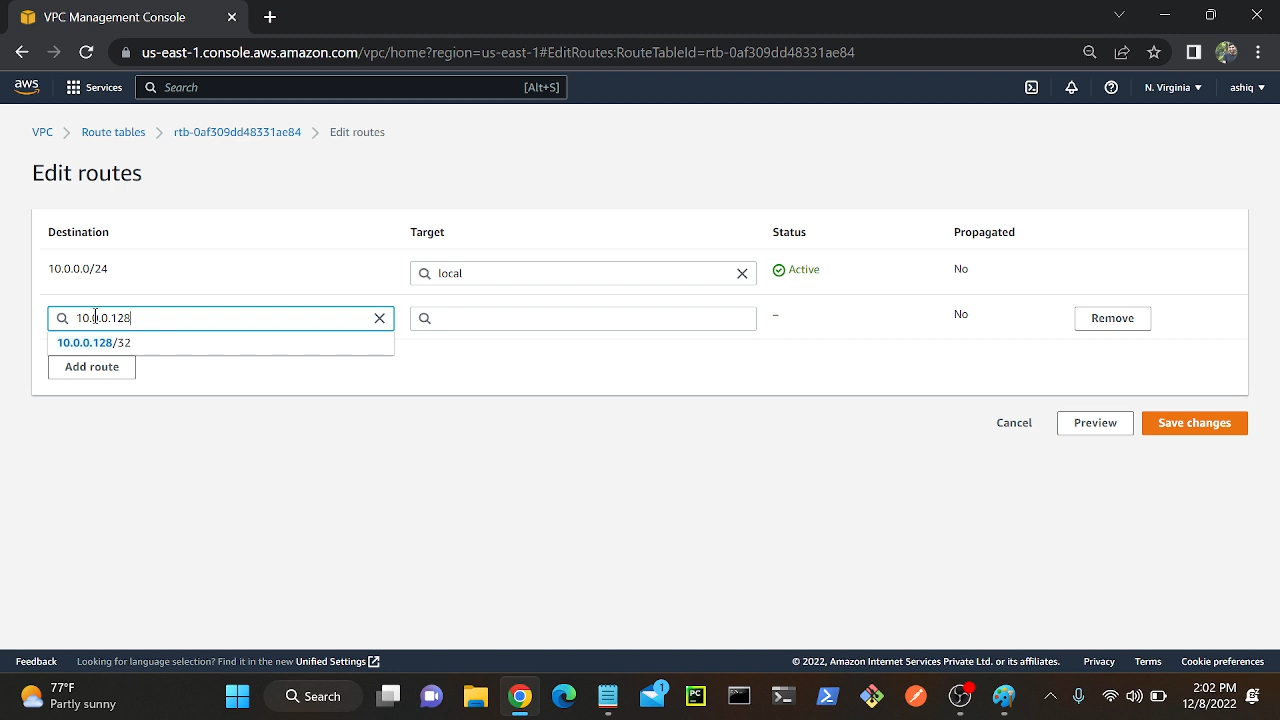 VPC Management Console
us-east-1.console.aws.amazon.com/vpc/home?region=us-east-1#EditRoutes:RouteTableId=rtb-0af309dd48331ae84
aws
Services
Search
[Alt+S]
N. Virginia
ashiq
VPC
Route tables
rtb-0af309dd48331ae84
Edit routes
Edit routes
Destination Target Status Propagated
10.0.0.0/24
local
Active
No
10.0.0.128
–
No
Remove
10.0.0.128/32
Add route
Cancel
Preview
Save changes
Feedback
Looking for language selection? Find it in the new Unified Settings
© 2022, Amazon Internet Services Private Ltd. or its affiliates.
Privacy
Terms
Cookie preferences
77°F
Partly sunny
Search
1
PC
2:02 PM
12/8/2022